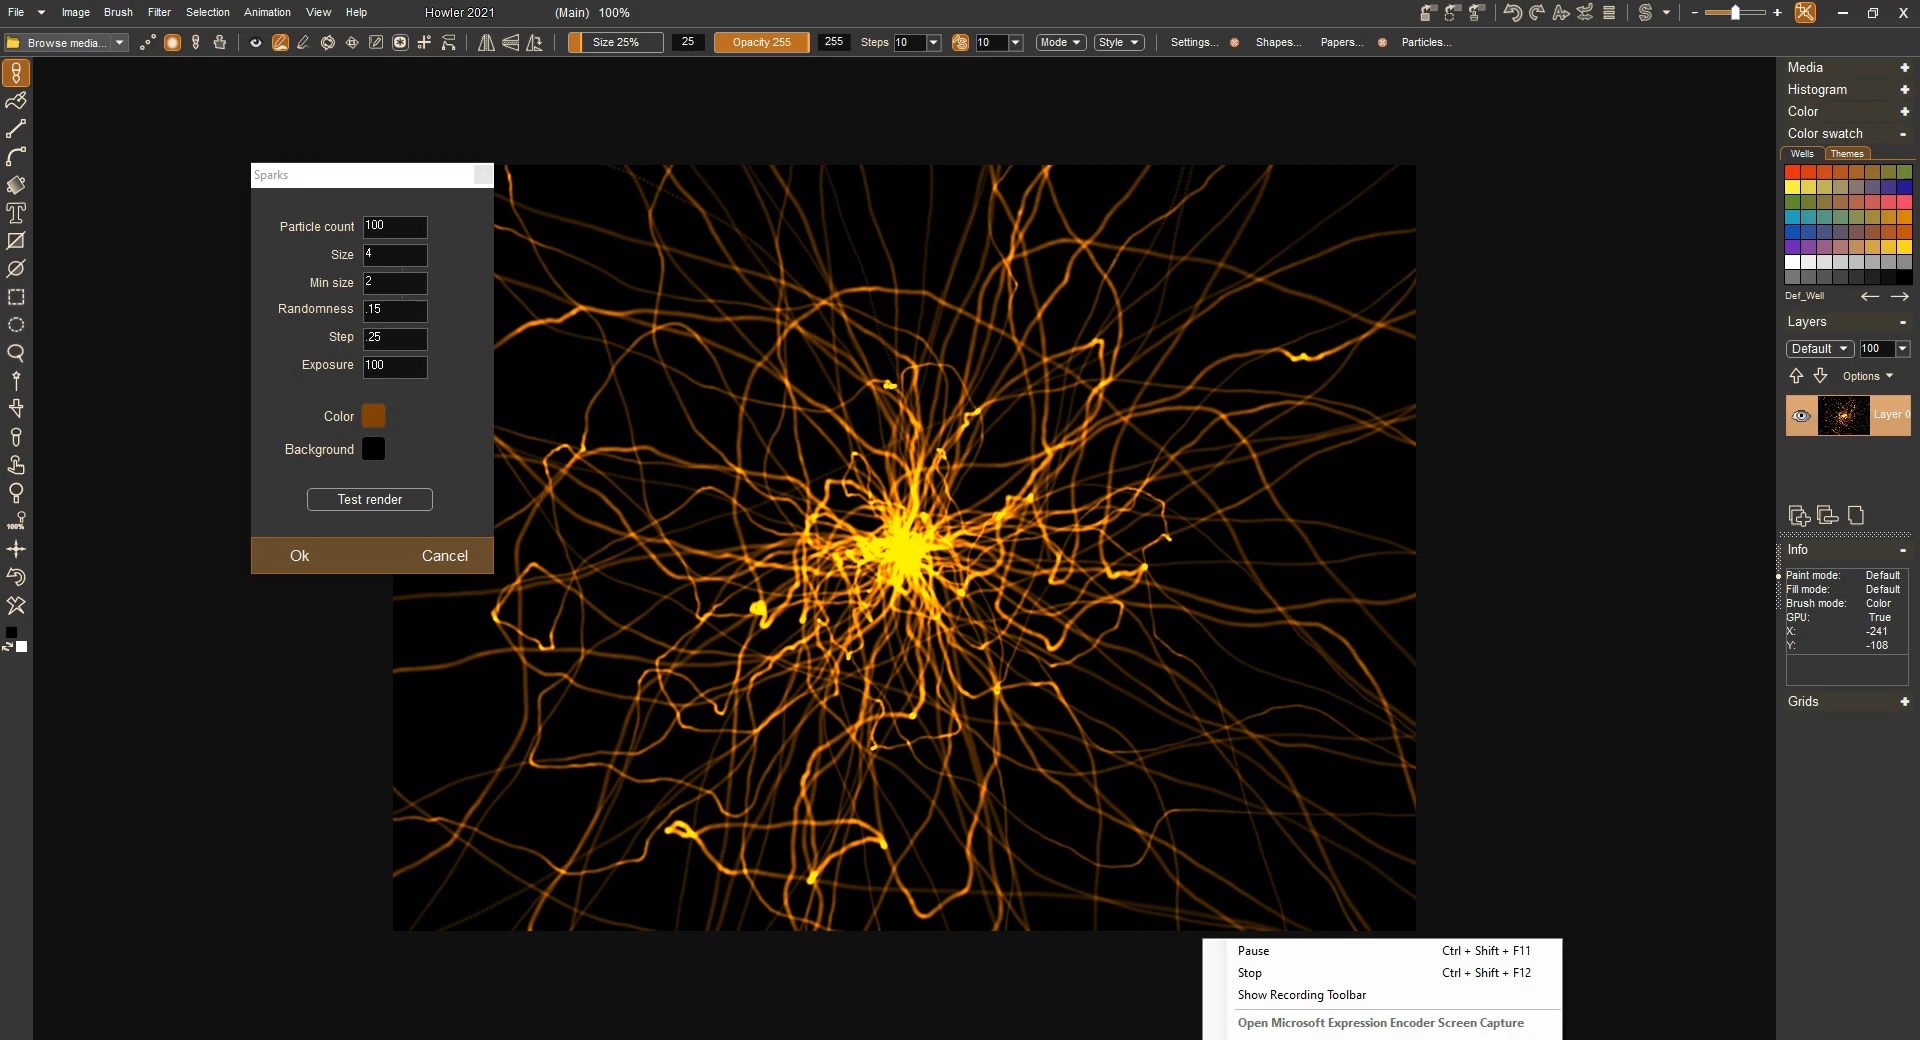 File Image Brush Filter Selection Animation View Help Howler 2021 (Main) 100%
Browse media... Size 25% 25 Opacity 255 255 Steps 10 10 Mode Style Settings... Shapes... Papers... Particles...
Sparks
Particle count 100
Size 4
Min size 2
Randomness .15
Step .25
Exposure 100
Color
Background
Test render
Ok Cancel
100%
Media
Histogram
Color
Color swatch
Wells Themes
Def_Well
Layers
Default 100
Options
Layer 0
Info
Paint mode: Default
Fill mode: Default
Brush mode: Color
GPU: True
X: -241
Y: -108
Grids
Pause Ctrl + Shift + F11
Stop Ctrl + Shift + F12
Show Recording Toolbar
Open Microsoft Expression Encoder Screen Capture